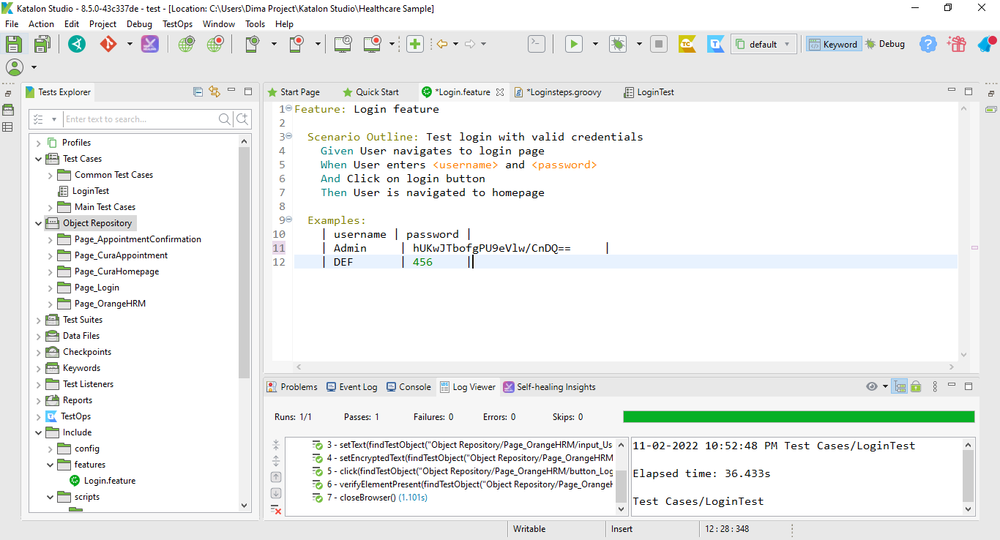 Katalon Studio - 8.5.0-43c337de - test - [Location: C:\Users\Dima Project\Katalon Studio\Healthcare Sample]
File Action Edit Project Debug TestOps Window Tools Help
default Keyword Debug
Tests Explorer
Enter text to search...
Profiles
Test Cases
Common Test Cases
LoginTest
Main Test Cases
Object Repository
Page_AppointmentConfirmation
Page_CuraAppointment
Page_CuraHomepage
Page_Login
Page_OrangeHRM
Test Suites
Data Files
Checkpoints
Keywords
Test Listeners
Reports
TestOps
Include
config
features
Login.feature
scripts
Start Page Quick Start *Login.feature *Loginsteps.groovy LoginTest
1 Feature: Login feature
2
3 Scenario Outline: Test login with valid credentials
4 Given User navigates to login page
5 When User enters <username> and <password>
6 And Click on login button
7 Then User is navigated to homepage
8
9 Examples:
10 | username | password |
11 | Admin | hUKwJTbofgPU9eVlw/CnDQ== |
12 | DEF | 456 |
Problems Event Log Console Log Viewer Self-healing Insights
Runs: 1/1 Passes: 1 Failures: 0 Errors: 0 Skips: 0
3 - setText(findTestObject("Object Repository/Page_OrangeHRM/input_Us
4 - setEncryptedText(findTestObject("Object Repository/Page_OrangeHRM
5 - click(findTestObject("Object Repository/Page_OrangeHRM/button_Log
6 - verifyElementPresent(findTestObject("Object Repository/Page_OrangeH
7 - closeBrowser() (1.101s)
11-02-2022 10:52:48 PM Test Cases/LoginTest
Elapsed time: 36.433s
Test Cases/LoginTest
Writable Insert 12 : 28 : 348